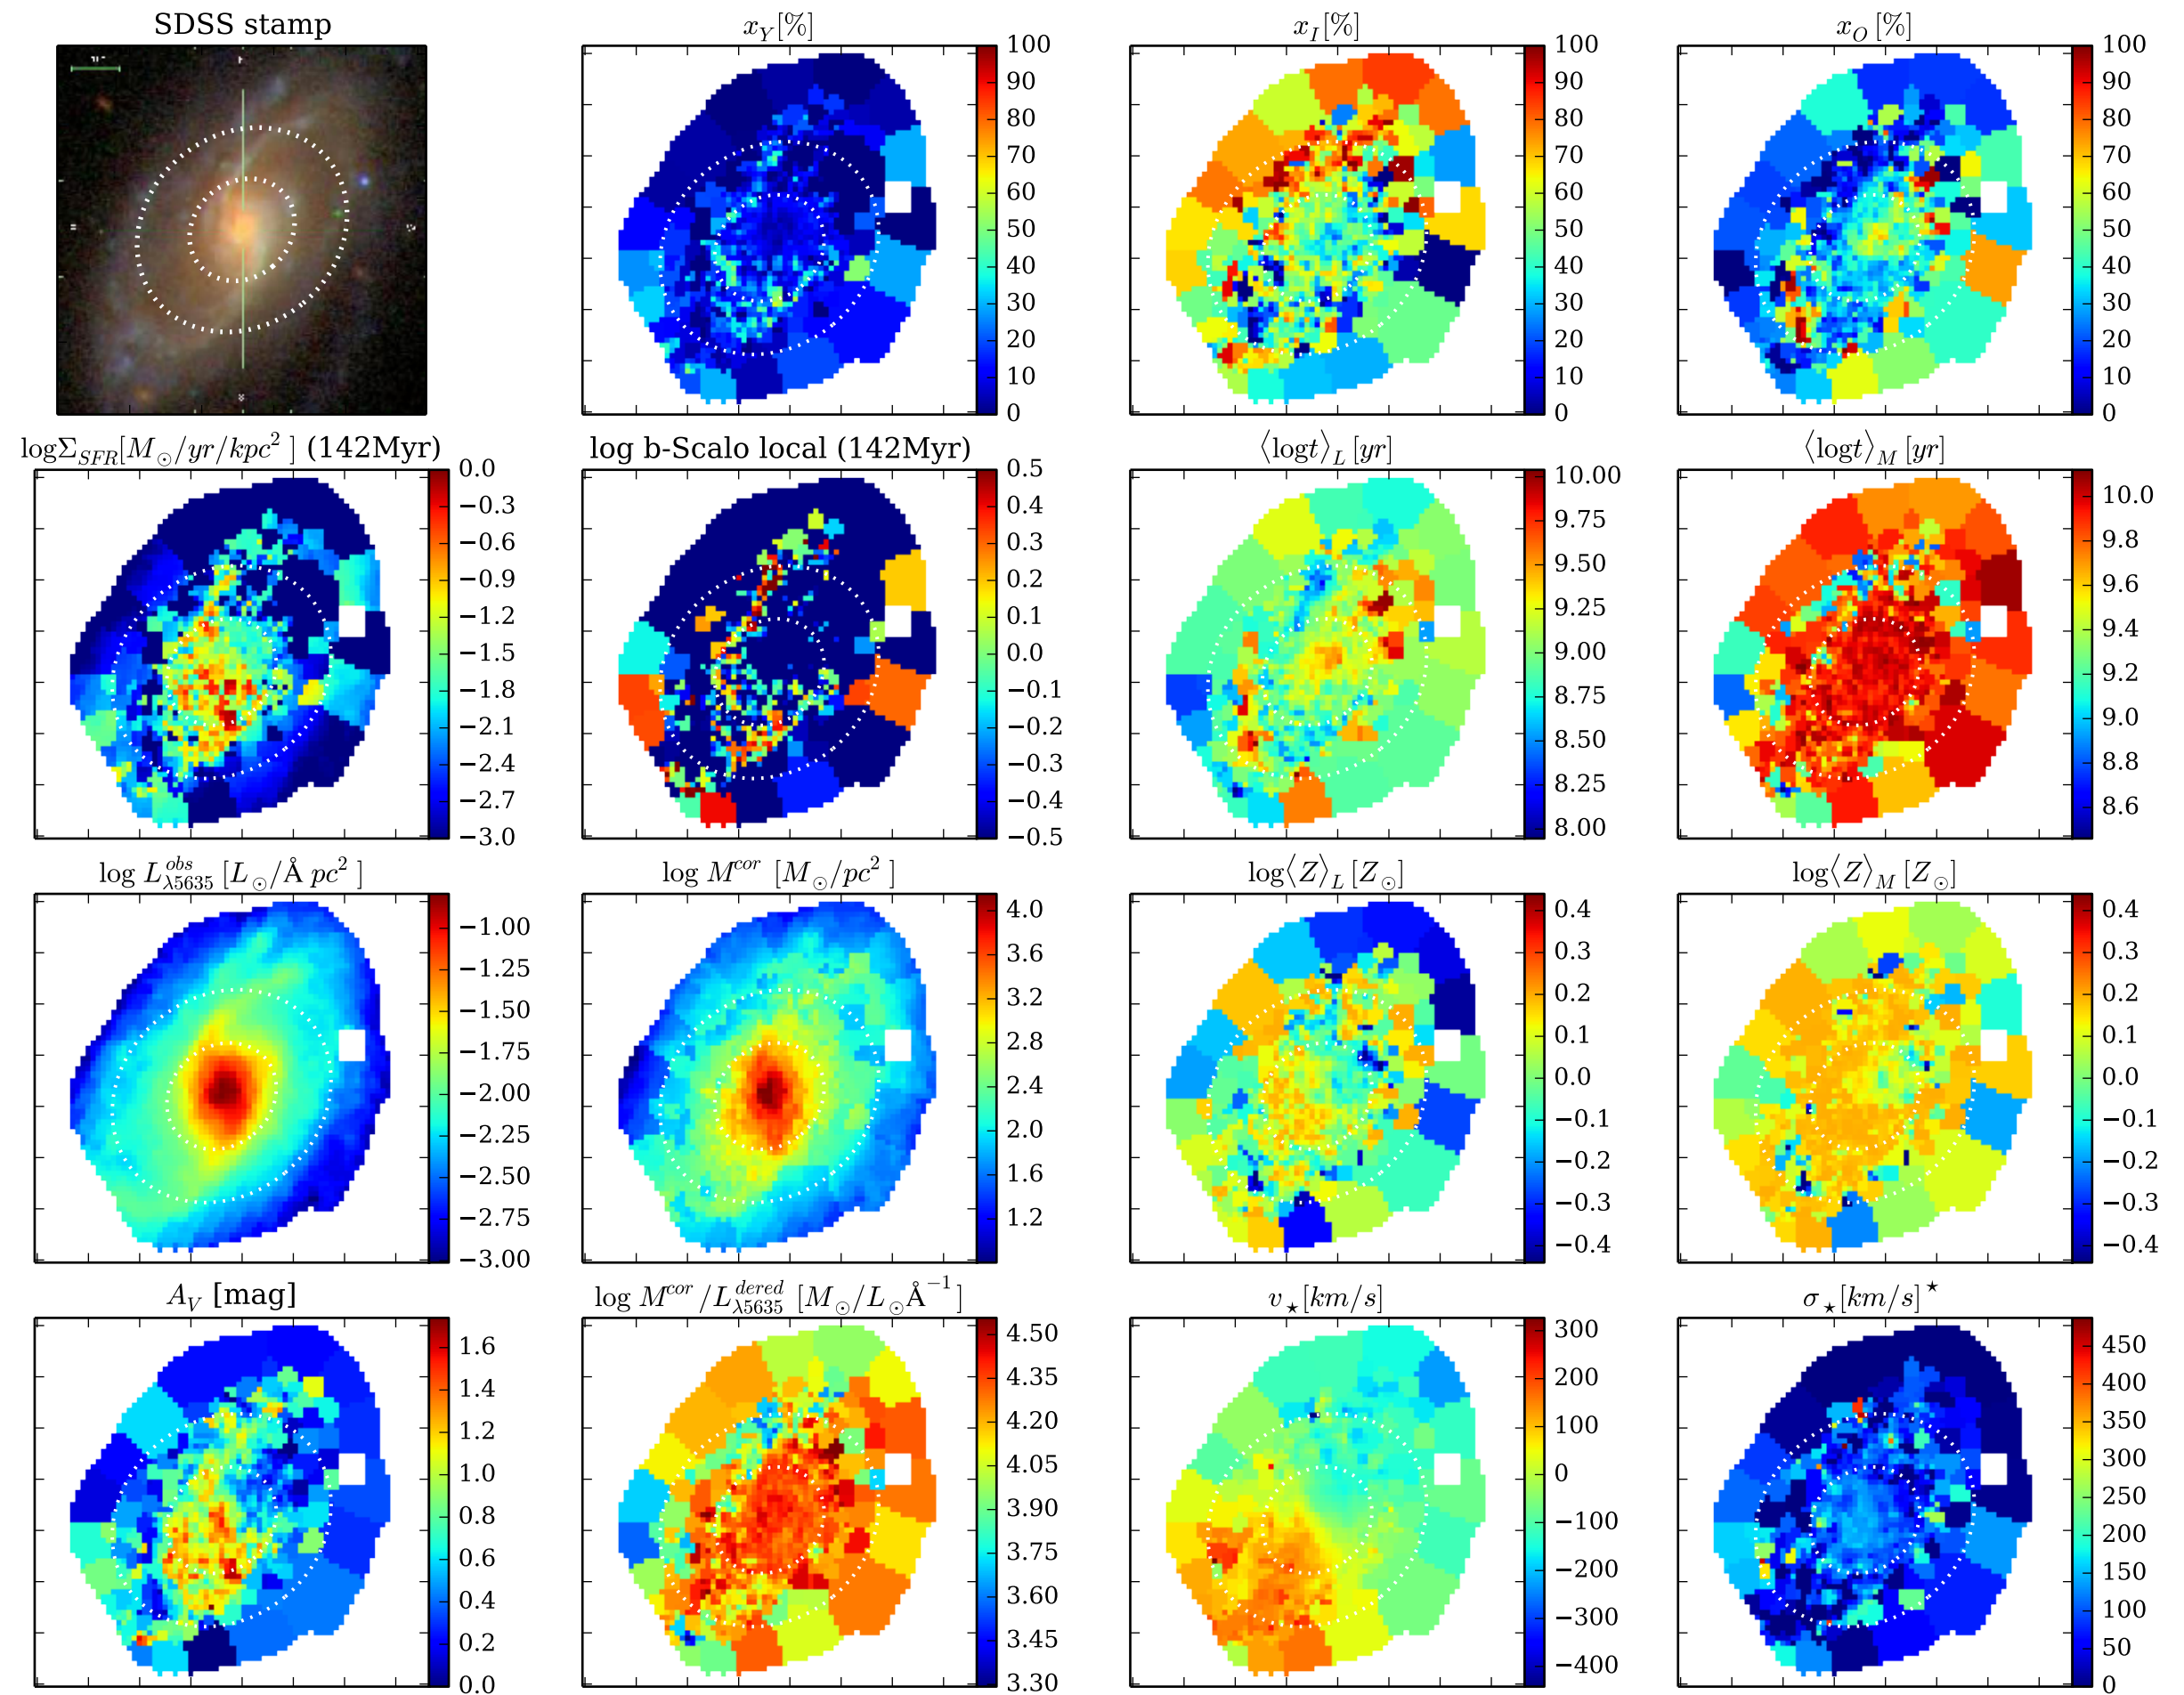 SDSS stamp
x_Y[%]
x_I[%]
x_O [%]
100 90 80 70 60 50 40 30 20 10 0
100 90 80 70 60 50 40 30 20 10 0
100 90 80 70 60 50 40 30 20 10 0
logΣ_SFR[M_⊙/yr/kpc² ] (142Myr)
log b-Scalo local (142Myr)
⟨logt⟩_L [yr]
⟨logt⟩_M [yr]
0.0 −0.3 −0.6 −0.9 −1.2 −1.5 −1.8 −2.1 −2.4 −2.7 −3.0
0.5 0.4 0.3 0.2 0.1 0.0 −0.1 −0.2 −0.3 −0.4 −0.5
10.00 9.75 9.50 9.25 9.00 8.75 8.50 8.25 8.00
10.0 9.8 9.6 9.4 9.2 9.0 8.8 8.6
log L^obs_λ5635 [L_⊙/Å pc² ]
log M^cor [M_⊙/pc² ]
log⟨Z⟩_L [Z_⊙]
log⟨Z⟩_M [Z_⊙]
−1.00 −1.25 −1.50 −1.75 −2.00 −2.25 −2.50 −2.75 −3.00
4.0 3.6 3.2 2.8 2.4 2.0 1.6 1.2
0.4 0.3 0.2 0.1 0.0 −0.1 −0.2 −0.3 −0.4
0.4 0.3 0.2 0.1 0.0 −0.1 −0.2 −0.3 −0.4
A_V [mag]
log M^cor /L^dered_λ5635 [M_⊙/L_⊙Å^−1 ]
v_⋆[km/s]
σ_⋆[km/s]^⋆
1.6 1.4 1.2 1.0 0.8 0.6 0.4 0.2 0.0
4.50 4.35 4.20 4.05 3.90 3.75 3.60 3.45 3.30
300 200 100 0 −100 −200 −300 −400
450 400 350 300 250 200 150 100 50 0